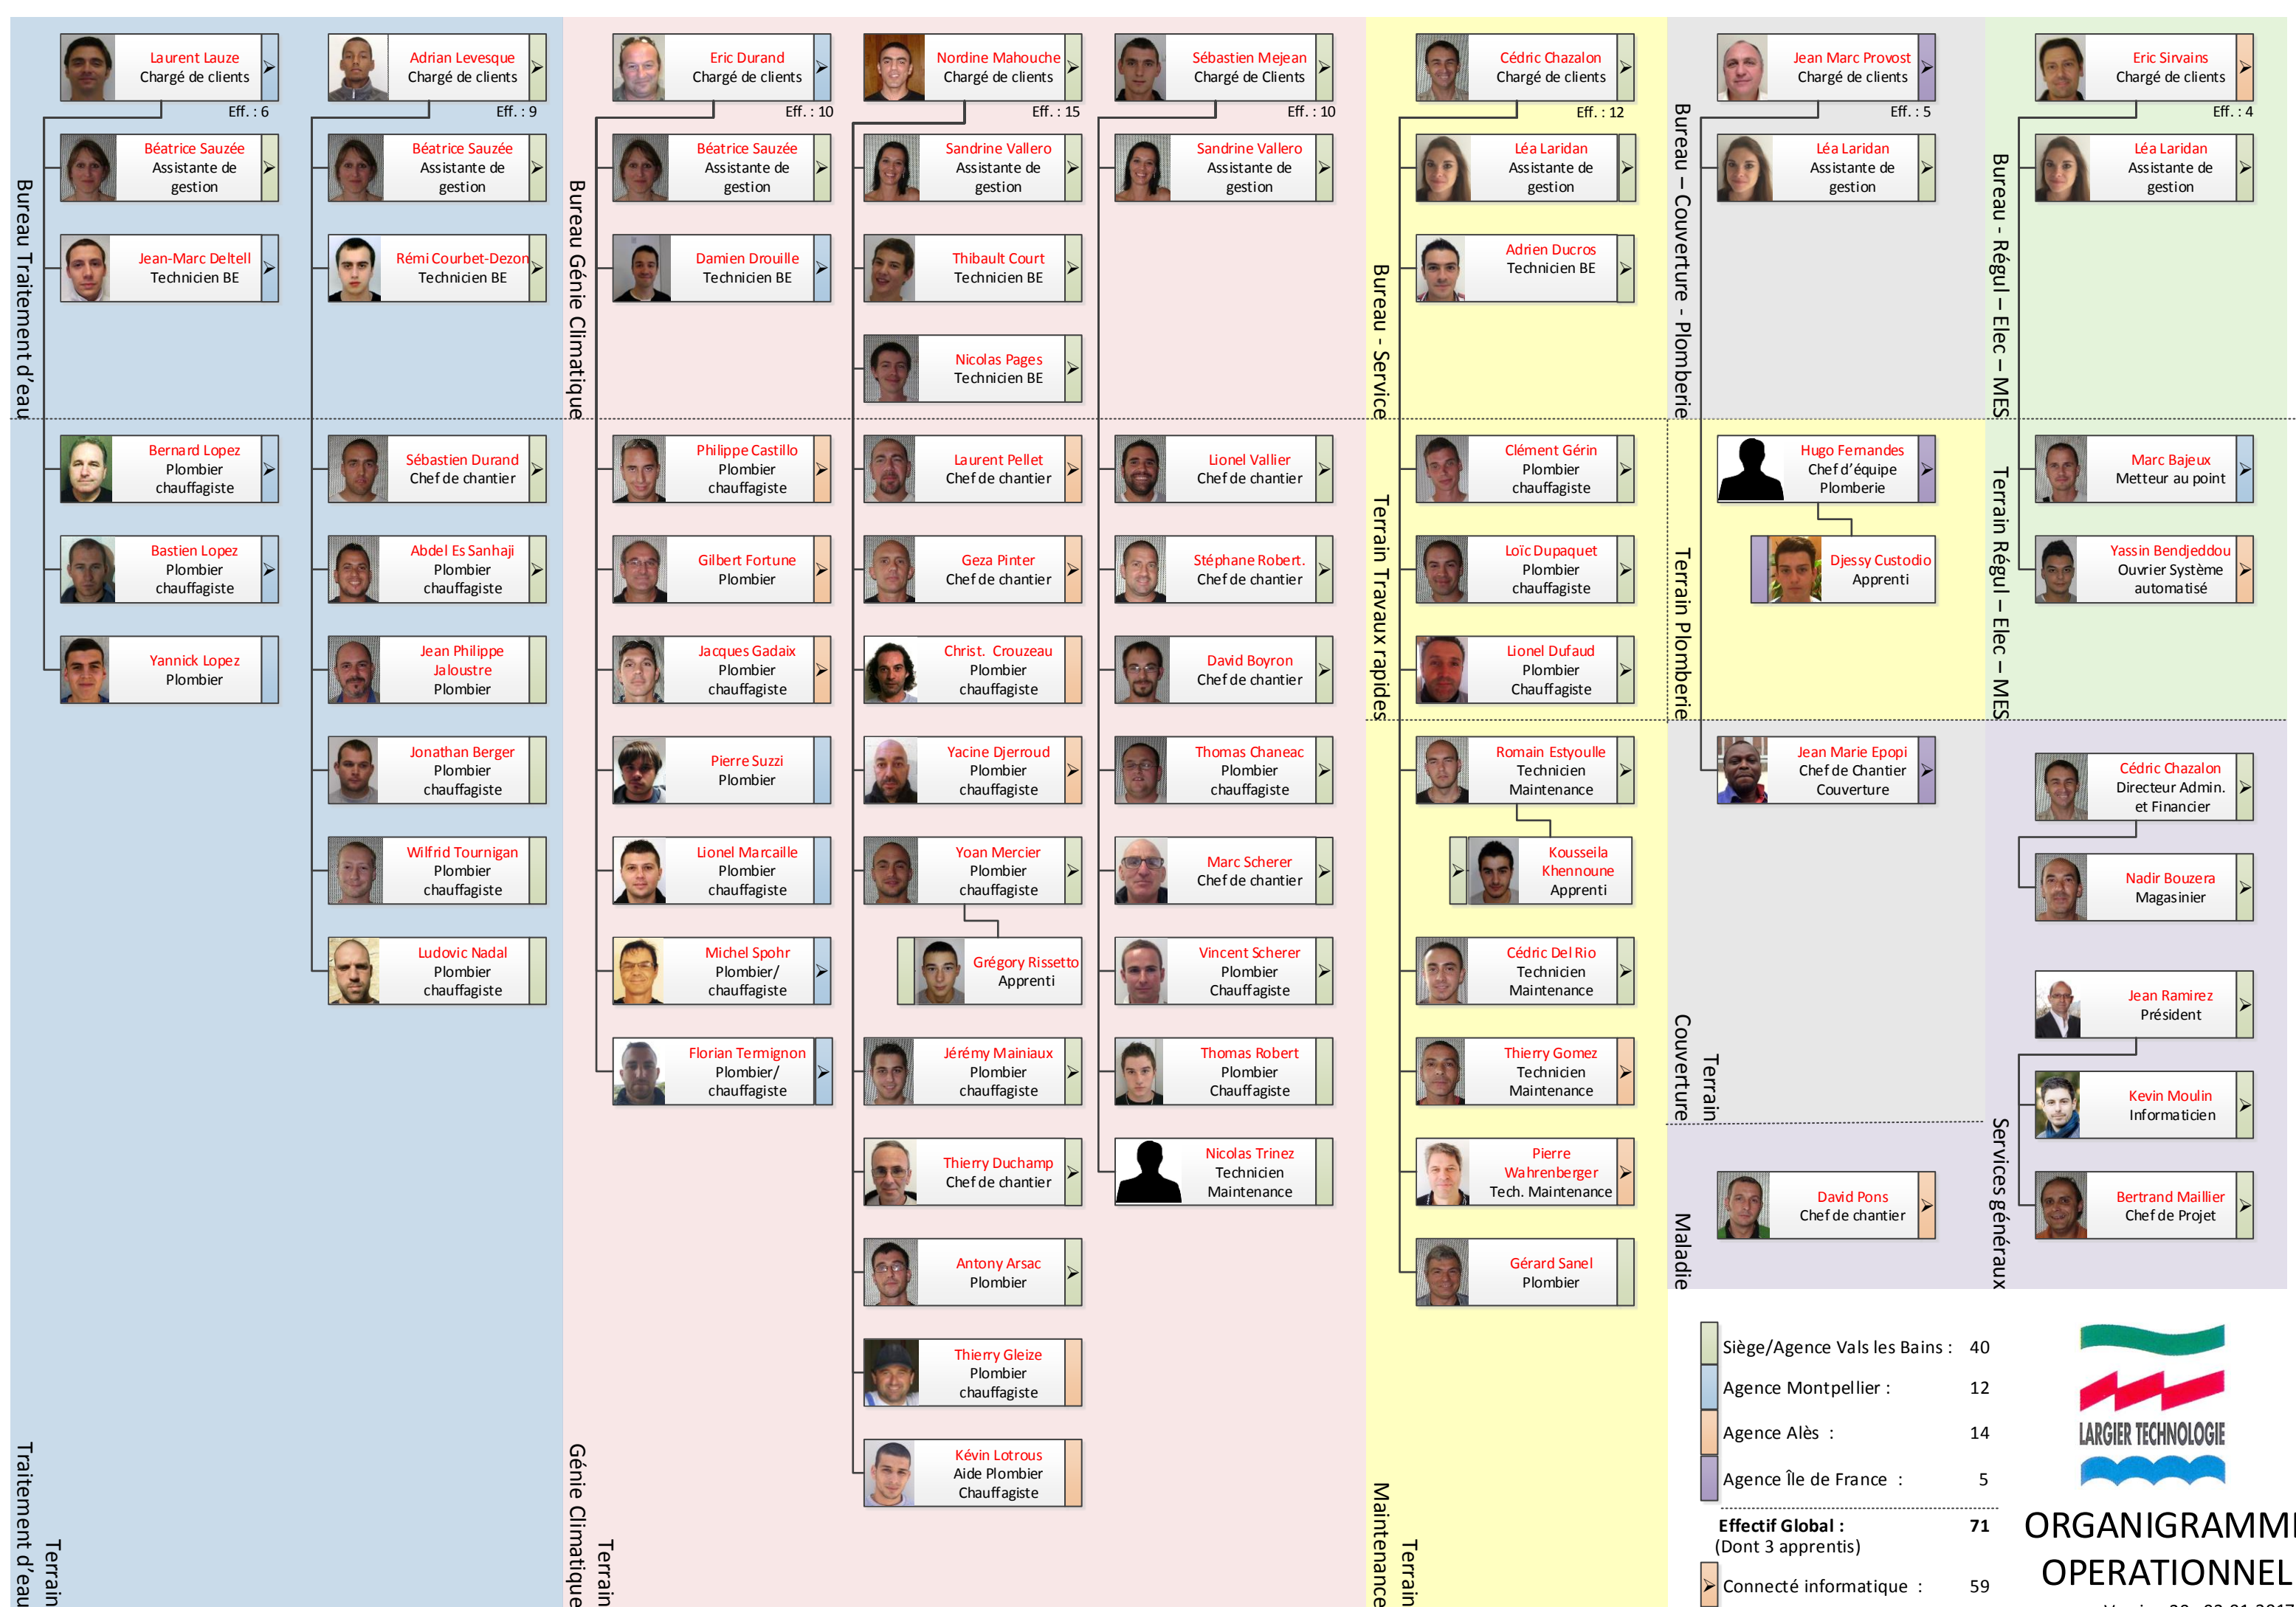 Bureau Traitement d'eau
Laurent Lauze
Chargé de clients
Eff. : 6
Béatrice Sauzée
Assistante de
gestion
Jean-Marc Deltell
Technicien BE
Bernard Lopez
Plombier
chauffagiste
Bastien Lopez
Plombier
chauffagiste
Yannick Lopez
Plombier
Adrian Levesque
Chargé de clients
Eff. : 9
Béatrice Sauzée
Assistante de
gestion
Rémi Courbet-Dezon
Technicien BE
Sébastien Durand
Chef de chantier
Abdel Es Sanhaji
Plombier
chauffagiste
Jean Philippe
Jaloustre
Plombier
Jonathan Berger
Plombier
chauffagiste
Wilfrid Tournigan
Plombier
chauffagiste
Ludovic Nadal
Plombier
chauffagiste
Terrain
Traitement d'eau
Bureau Génie Climatique
Eric Durand
Chargé de clients
Eff. : 10
Béatrice Sauzée
Assistante de
gestion
Damien Drouille
Technicien BE
Philippe Castillo
Plombier
chauffagiste
Gilbert Fortune
Plombier
Jacques Gadaix
Plombier
chauffagiste
Pierre Suzzi
Plombier
Lionel Marcaille
Plombier
chauffagiste
Michel Spohr
Plombier/
chauffagiste
Florian Termignon
Plombier/
chauffagiste
Nordine Mahouche
Chargé de clients
Eff. : 15
Sandrine Vallero
Assistante de
gestion
Thibault Court
Technicien BE
Nicolas Pages
Technicien BE
Laurent Pellet
Chef de chantier
Geza Pinter
Chef de chantier
Christ. Crouzeau
Plombier
chauffagiste
Yacine Djerroud
Plombier
chauffagiste
Yoan Mercier
Plombier
chauffagiste
Grégory Rissetto
Apprenti
Jérémy Mainiaux
Plombier
chauffagiste
Thierry Duchamp
Chef de chantier
Antony Arsac
Plombier
Thierry Gleize
Plombier
chauffagiste
Kévin Lotrous
Aide Plombier
Chauffagiste
Sébastien Mejean
Chargé de Clients
Eff. : 10
Sandrine Vallero
Assistante de
gestion
Lionel Vallier
Chef de chantier
Stéphane Robert.
Chef de chantier
David Boyron
Chef de chantier
Thomas Chaneac
Plombier
chauffagiste
Marc Scherer
Chef de chantier
Vincent Scherer
Plombier
Chauffagiste
Thomas Robert
Plombier
Chauffagiste
Nicolas Trinez
Technicien
Maintenance
Terrain
Génie Climatique
Bureau - Service
Cédric Chazalon
Chargé de clients
Eff. : 12
Léa Laridan
Assistante de
gestion
Adrien Ducros
Technicien BE
Terrain Travaux rapides
Clément Gérin
Plombier
chauffagiste
Loïc Dupaquet
Plombier
chauffagiste
Lionel Dufaud
Plombier
Chauffagiste
Romain Estyoulle
Technicien
Maintenance
Kousseila
Khennoune
Apprenti
Cédric Del Rio
Technicien
Maintenance
Thierry Gomez
Technicien
Maintenance
Pierre
Wahrenberger
Tech. Maintenance
Gérard Sanel
Plombier
Terrain
Maintenance
Bureau – Couverture - Plomberie
Jean Marc Provost
Chargé de clients
Eff. : 5
Léa Laridan
Assistante de
gestion
Terrain Plomberie
Hugo Fernandes
Chef d'équipe
Plomberie
Djessy Custodio
Apprenti
Jean Marie Epopi
Chef de Chantier
Couverture
Terrain
Couverture
Maladie
David Pons
Chef de chantier
Bureau - Régul – Elec – MES
Eric Sirvains
Chargé de clients
Eff. : 4
Léa Laridan
Assistante de
gestion
Terrain Régul – Elec – MES
Marc Bajeux
Metteur au point
Yassin Bendjeddou
Ouvrier Système
automatisé
Services généraux
Cédric Chazalon
Directeur Admin.
et Financier
Nadir Bouzera
Magasinier
Jean Ramirez
Président
Kevin Moulin
Informaticien
Bertrand Maillier
Chef de Projet
Siège/Agence Vals les Bains : 40
Agence Montpellier : 12
Agence Alès : 14
Agence Île de France : 5
Effectif Global : 71
(Dont 3 apprentis)
Connecté informatique : 59
LARGIER TECHNOLOGIE
ORGANIGRAMM
OPERATIONNEL